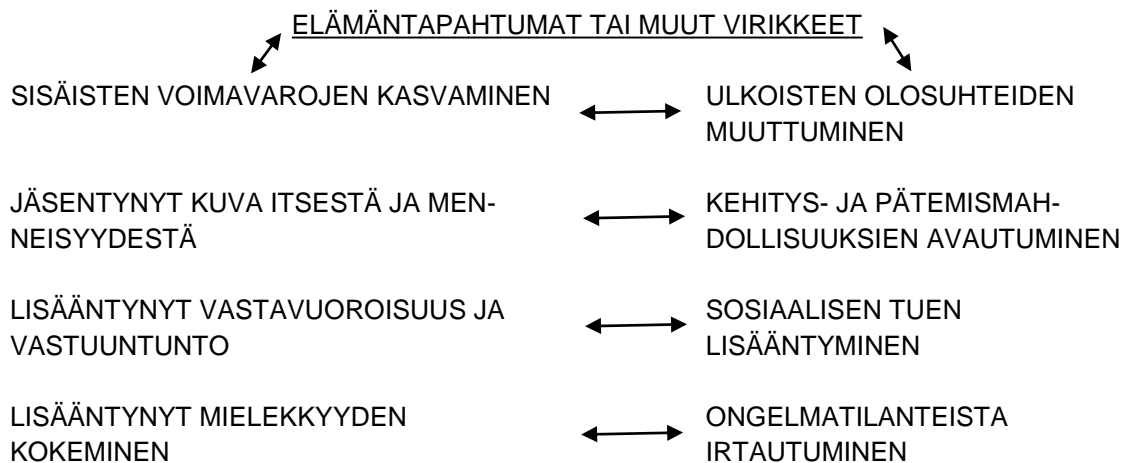 ELÄMÄNTAPAHTUMAT TAI MUUT VIRIKKEET
SISÄISTEN VOIMAVAROJEN KASVAMINEN
ULKOISTEN OLOSUHTEIDEN
MUUTTUMINEN
JÄSENTYNYT KUVA ITSESTÄ JA MEN-
NEISYYDESTÄ
KEHITYS- JA PÄTEMISMAH-
DOLLISUUKSIEN AVAUTUMINEN
LISÄÄNTYNYT VASTAVUOROISUUS JA
VASTUUNTUNTO
SOSIAALISEN TUEN
LISÄÄNTYMINEN
LISÄÄNTYNYT MIELEKKYYDEN
KOKEMINEN
ONGELMATILANTEISTA
IRTAUTUMINEN